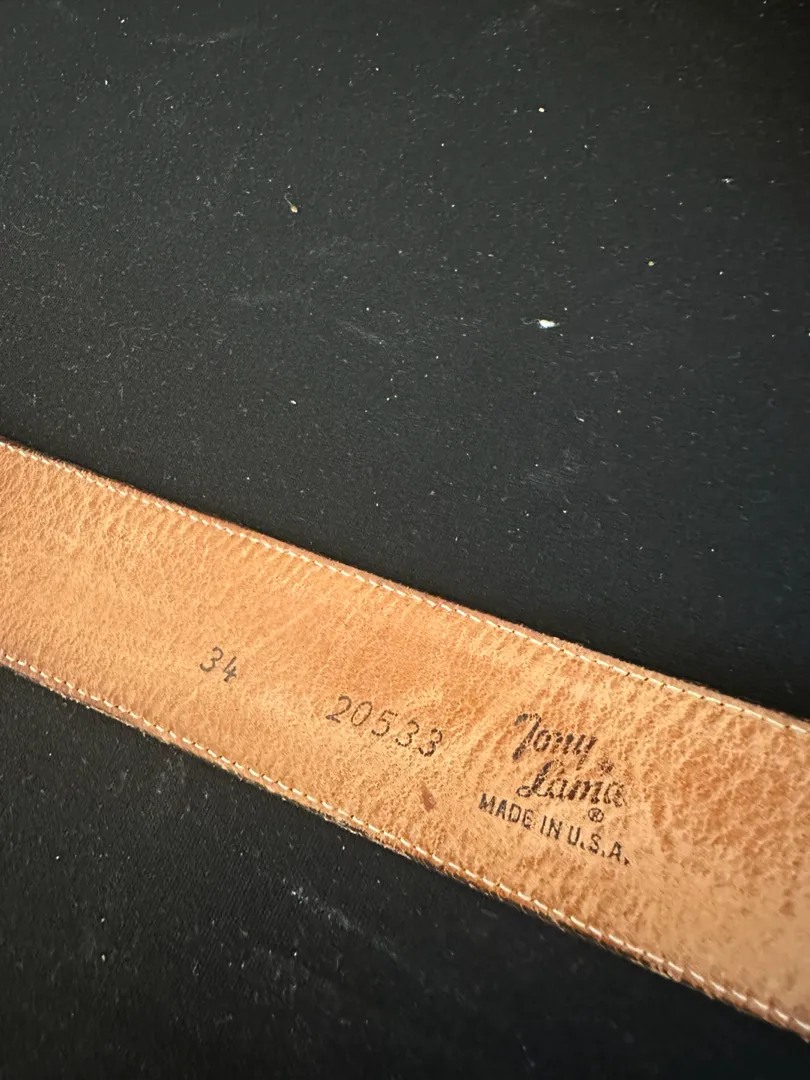 34
20533
Tony
Lama
®
MADE IN U.S.A.